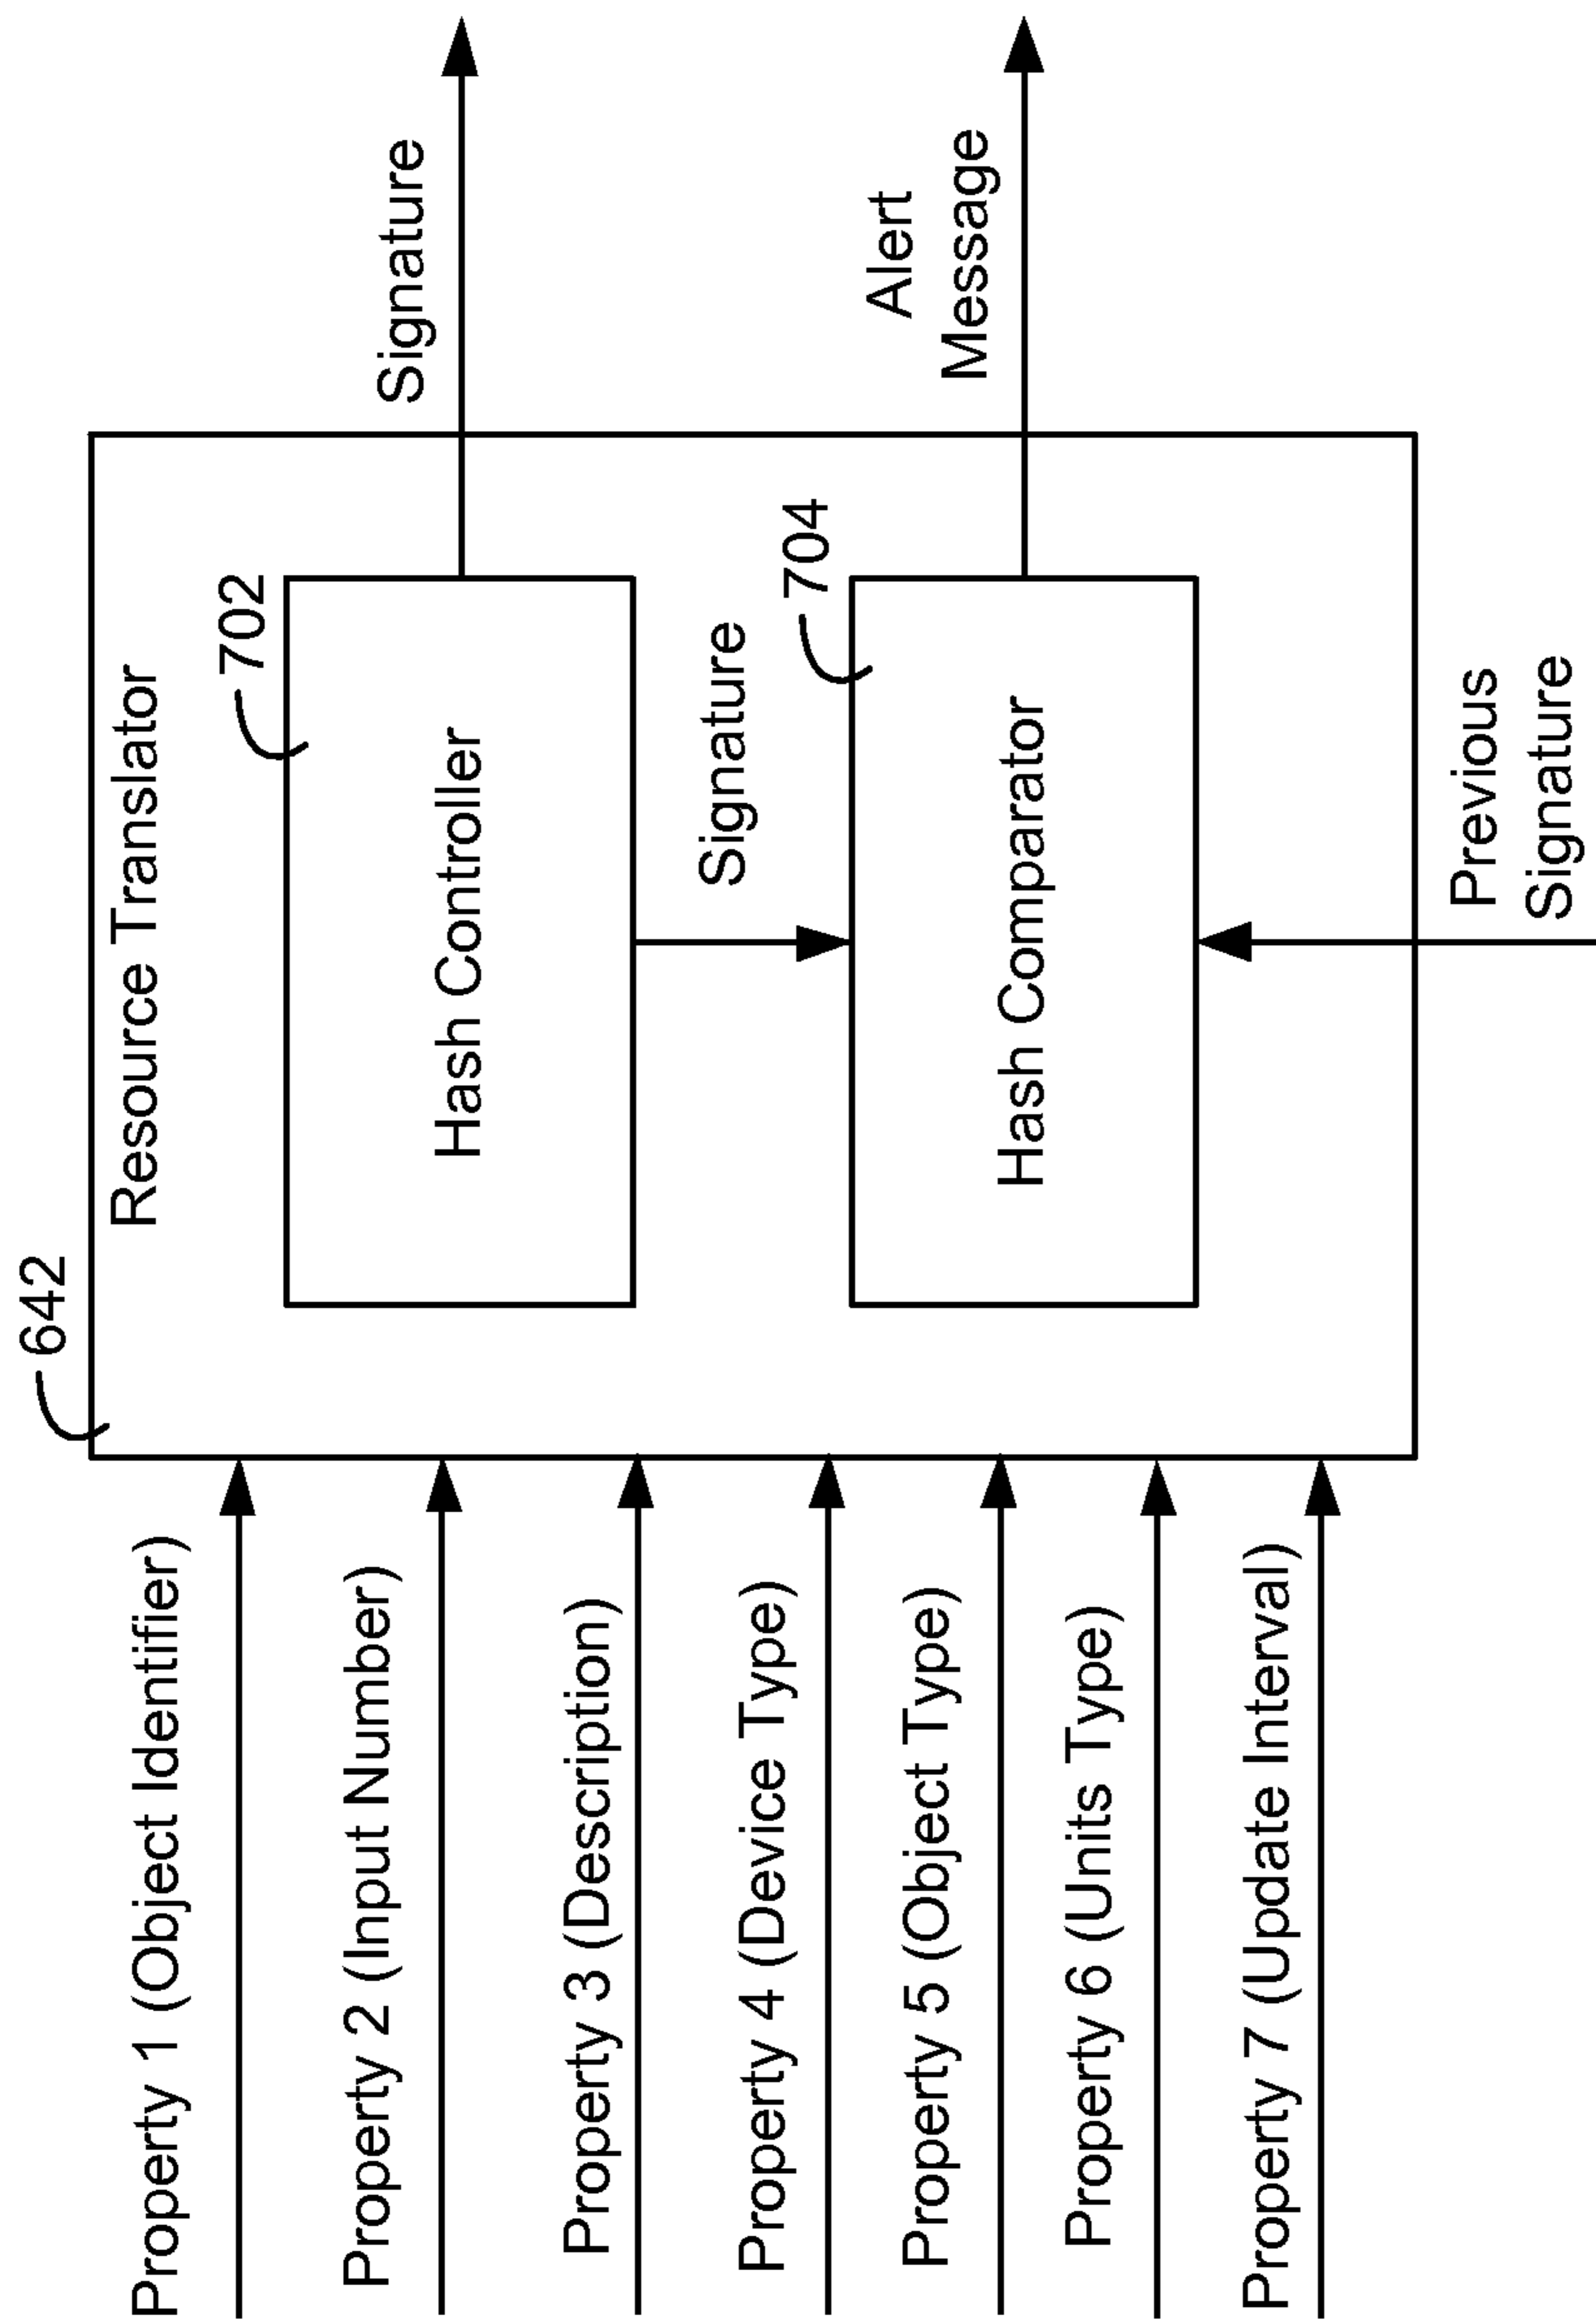 Property 1 (Object Identifier)
Property 2 (Input Number)
Property 3 (Description)
Property 4 (Device Type)
Property 5 (Object Type)
Property 6 (Units Type)
Property 7 (Update Interval)
642
Resource Translator
702
Hash Controller
Signature
704
Hash Comparator
Previous
Signature
Signature
Alert
Message